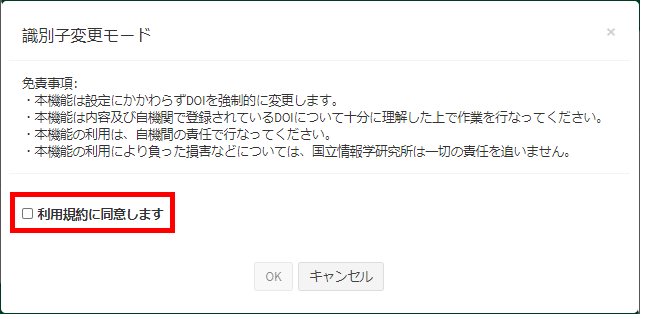 識別子変更モード
×
免責事項:
・本機能は設定にかかわらずDOIを強制的に変更します。
・本機能は内容及び自機関で登録されているDOIについて十分に理解した上で作業を行なってください。
・本機能の利用は、自機間の責任で行なってください。
・本機能の利用により負った損害などについては、国立情報学研究所は一切の責任を追いません。
利用規約に同意します
OK キャンセル